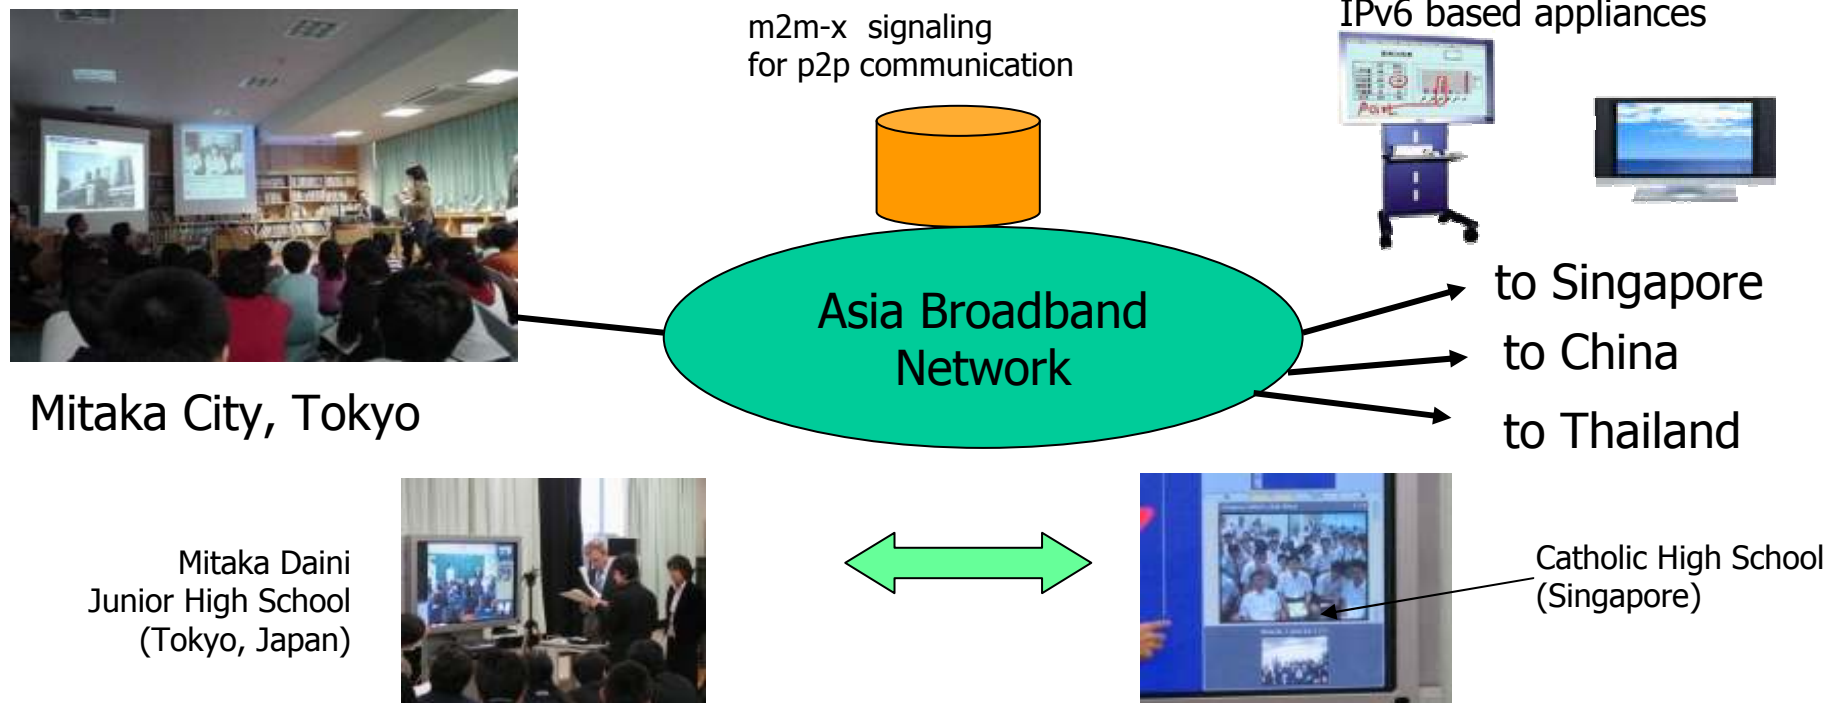 m2m-x signaling
for p2p communication
IPv6 based appliances
Part
Asia Broadband
Network
to Singapore
to China
to Thailand
Mitaka City, Tokyo
Mitaka Daini
Junior High School
(Tokyo, Japan)
Catholic High School
(Singapore)